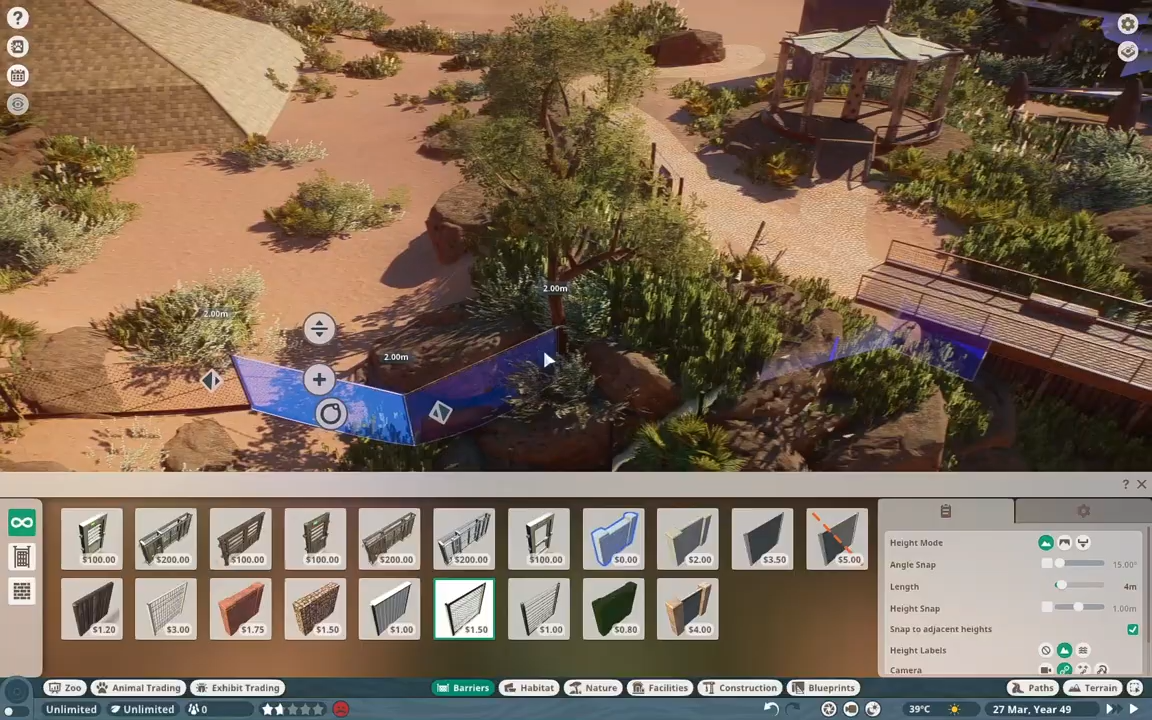 ?
2.00m
2.00m
2.00m
?
$100.00
$200.00
$100.00
$100.00
$200.00
$200.00
$100.00
$0.00
$2.00
$3.50
$5.00
$1.20
$3.00
$1.75
$1.50
$1.00
$1.50
$1.00
$0.80
$4.00
Height Mode
Angle Snap 15.00°
Length 4m
Height Snap 1.00m
Snap to adjacent heights
Height Labels
Camera
Zoo Animal Trading Exhibit Trading Barriers Habitat Nature Facilities Construction Blueprints Paths Terrain
Unlimited Unlimited 0 39°C 27 Mar, Year 49